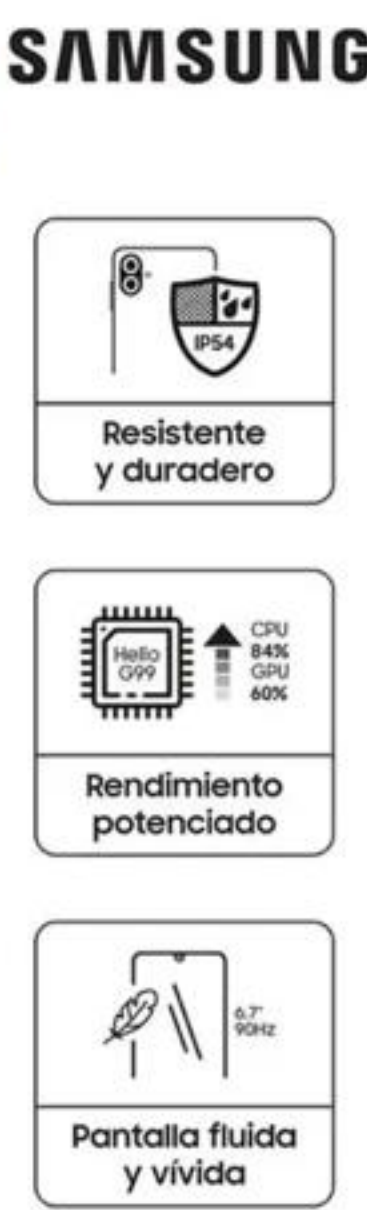 SAMSUNG
IP54
Resistente
y duradero
Hello
G99
CPU
84%
GPU
60%
Rendimiento
potenciado
6.7"
90Hz
Pantalla fluida
y vívida